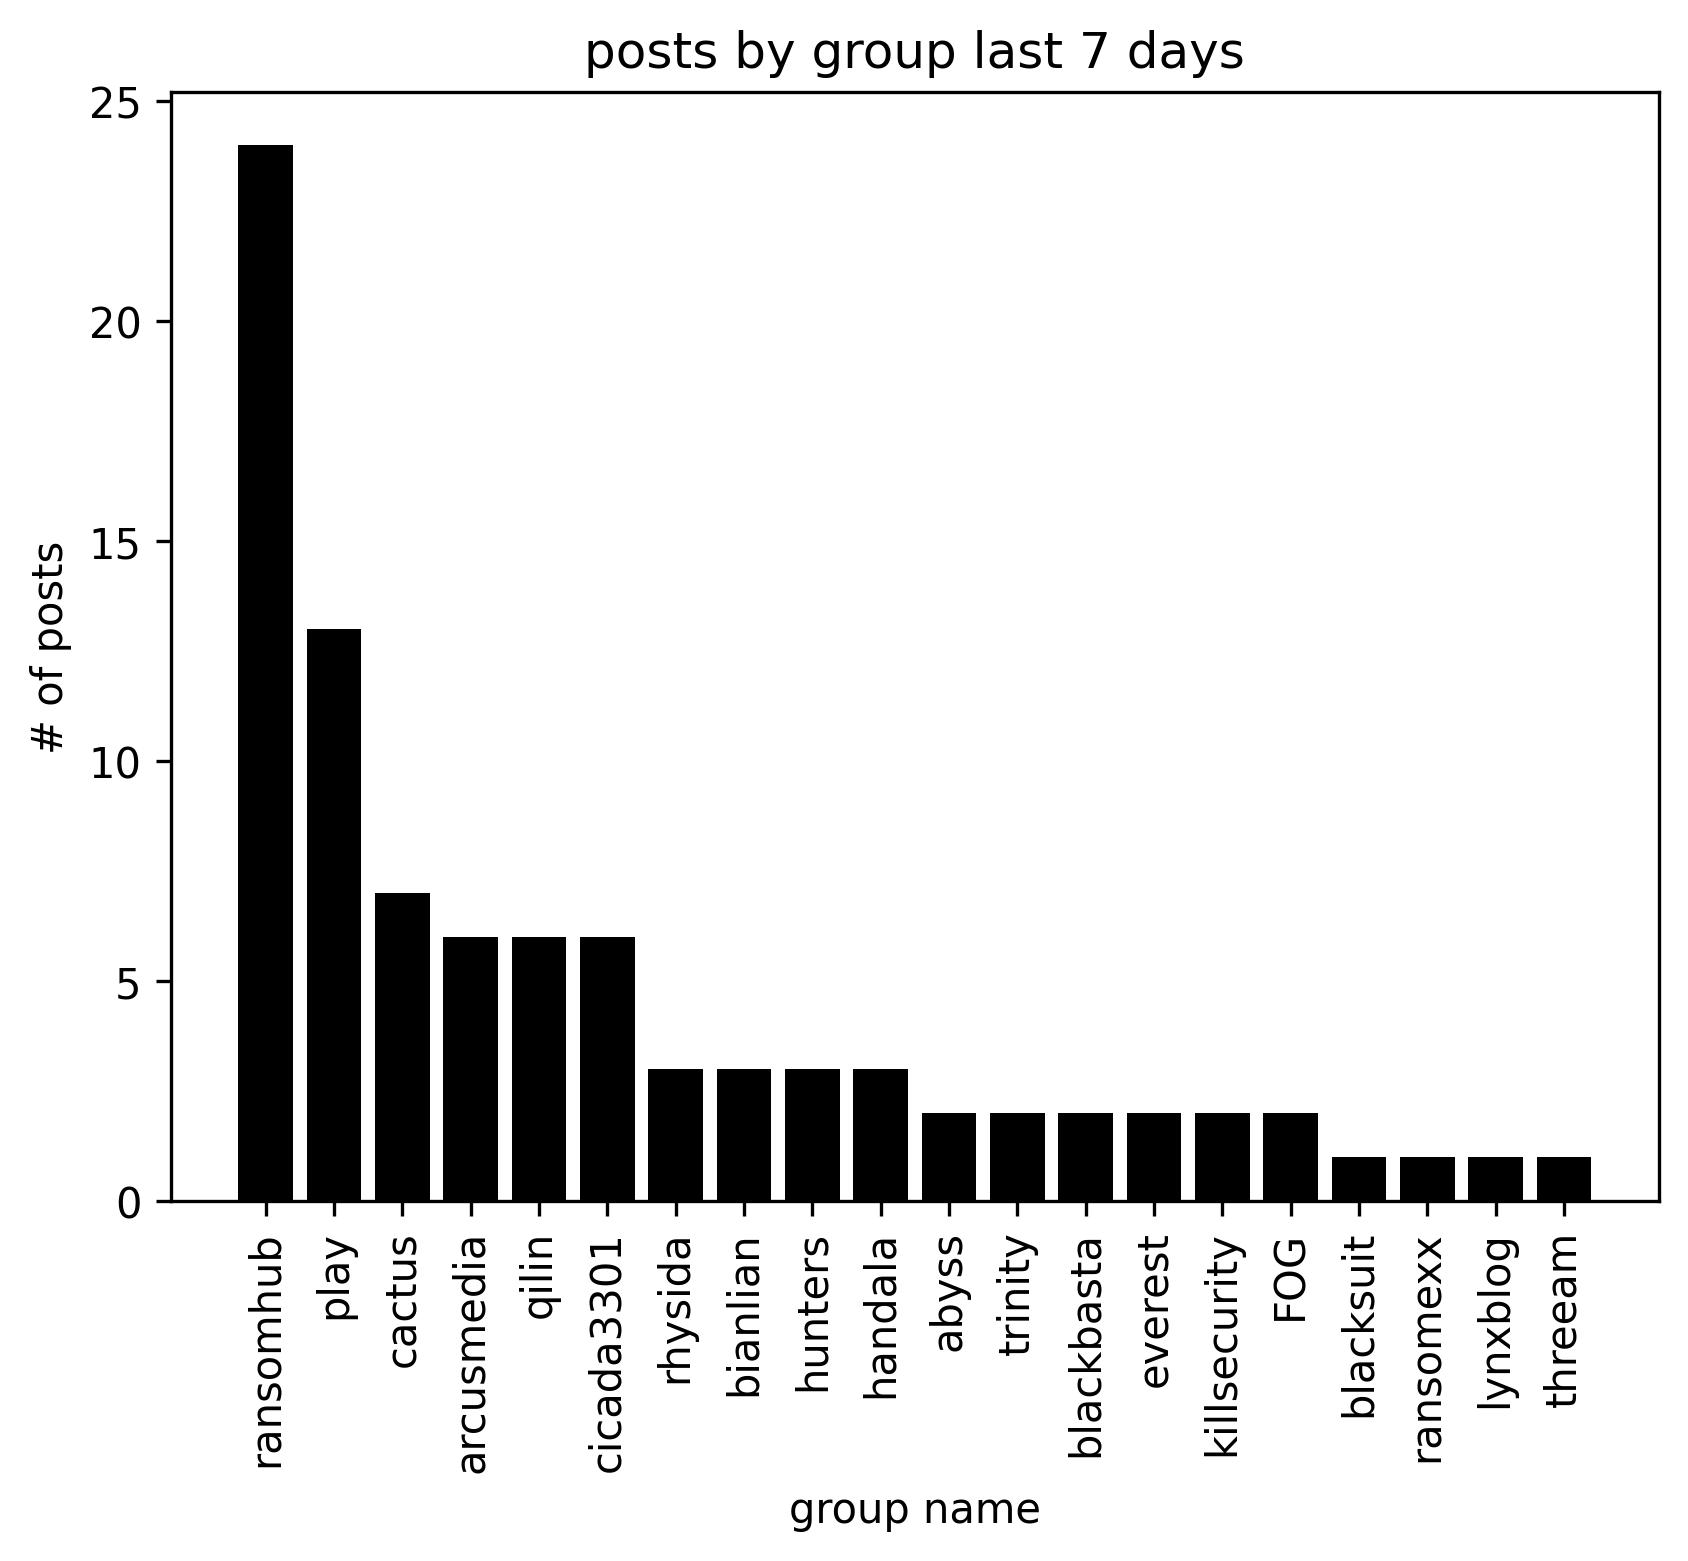 posts by group last 7 days
25
20
15
10
5
0
# of posts
ransomhub
play
cactus
arcusmedia
qilin
cicada3301
rhysida
bianlian
hunters
handala
abyss
trinity
blackbasta
everest
killsecurity
FOG
blacksuit
ransomexx
lynxblog
threeam
group name